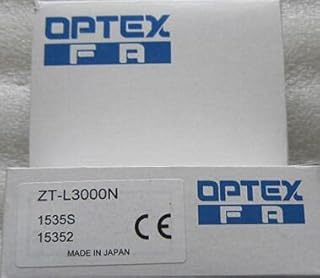 OPTEX
FA
ZT-L3000N
1535S
15352
CE
MADE IN JAPAN
OPTEX
FA